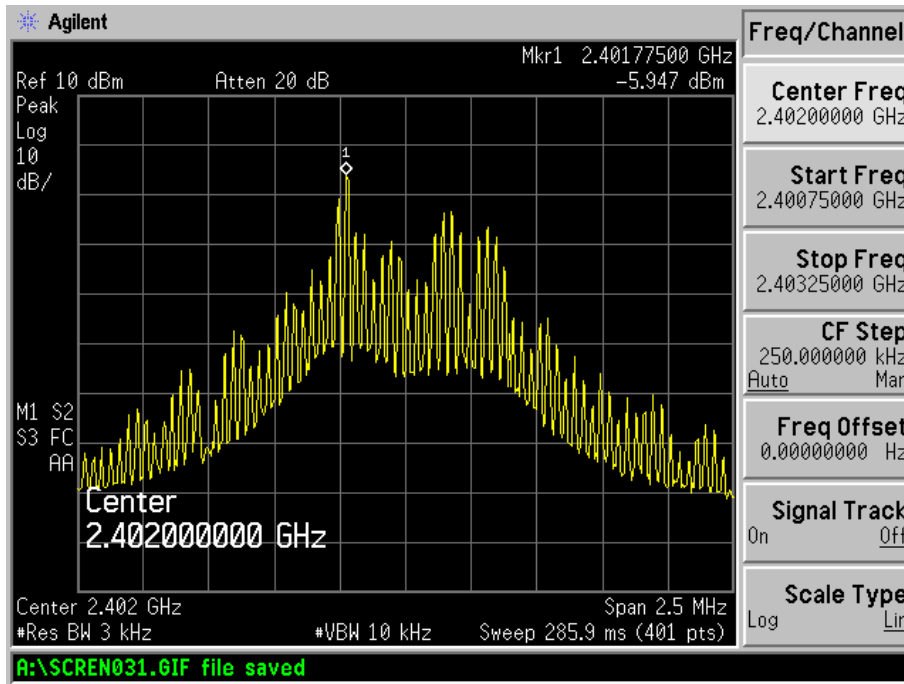 Agilent
Freq/Channel
Mkr1 2.40177500 GHz
Ref 10 dBm Atten 20 dB -5.947 dBm
Peak
Log
10
dB/
1
M1 S2
S3 FC
AA
Center
2.402000000 GHz
Center 2.402 GHz Span 2.5 MHz
#Res BW 3 kHz #VBW 10 kHz Sweep 285.9 ms (401 pts)
A:\SCREN031.GIF file saved
Center Freq
2.40200000 GHz
Start Freq
2.40075000 GHz
Stop Freq
2.40325000 GHz
CF Step
250.000000 kHz
Auto Man
Freq Offset
0.00000000 Hz
Signal Track
On Off
Scale Type
Log Lin